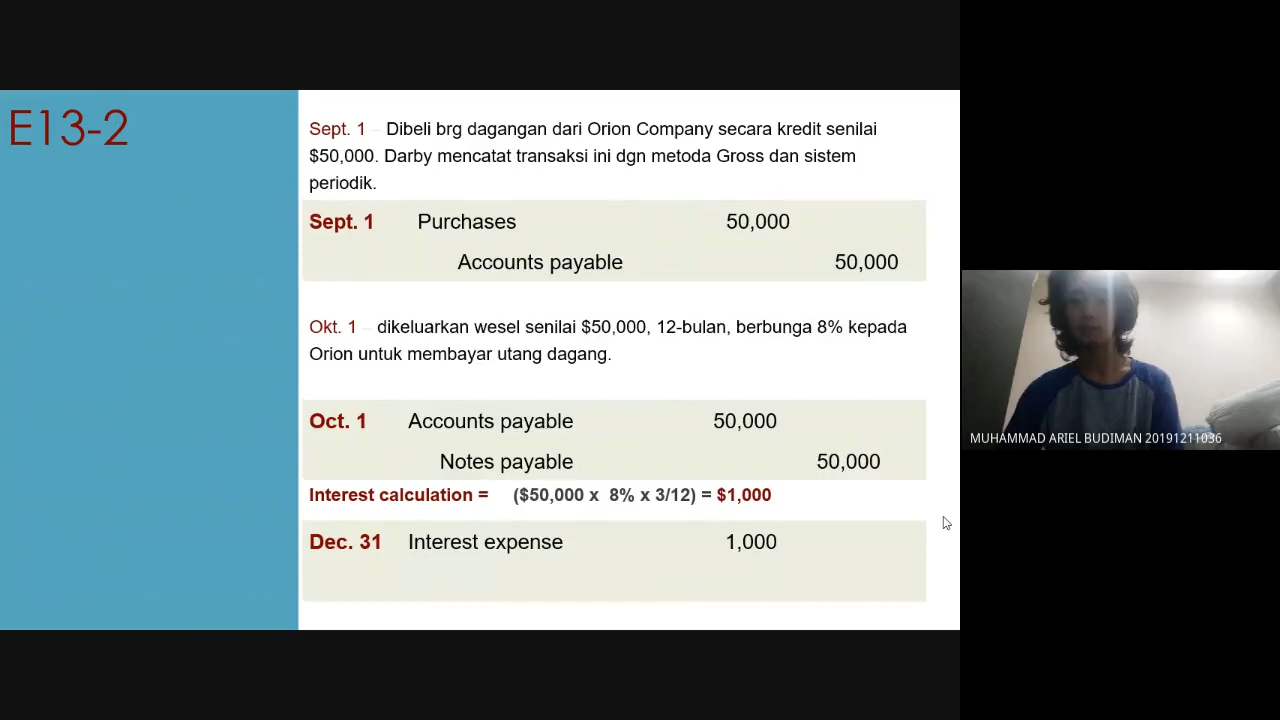 E13-2
Sept. 1 – Dibeli brg dagangan dari Orion Company secara kredit senilai
$50,000. Darby mencatat transaksi ini dgn metoda Gross dan sistem
periodik.
Sept. 1 Purchases 50,000
Accounts payable 50,000
Okt. 1 – dikeluarkan wesel senilai $50,000, 12-bulan, berbunga 8% kepada
Orion untuk membayar utang dagang.
Oct. 1 Accounts payable 50,000
Notes payable 50,000
Interest calculation = ($50,000 x 8% x 3/12) = $1,000
Dec. 31 Interest expense 1,000
MUHAMMAD ARIEL BUDIMAN 20191211036